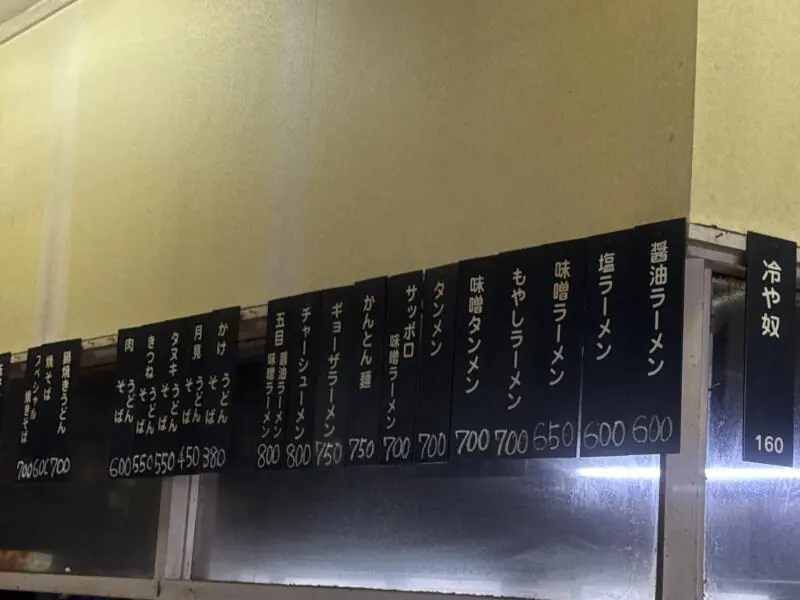 冷や奴
160
醤油ラーメン
600
塩ラーメン
600
味噌ラーメン
650
もやしラーメン
700
味噌タンメン
700
タンメン
700
サッポロ
味噌ラーメン
700
かんとん麺
750
ギョーザラーメン
750
チャーシューメン
800
五目
醤油ラーメン
味噌ラーメン
800
かけ
うどん
そば
380
月見
うどん
そば
450
タヌキ
うどん
そば
550
きつね
うどん
そば
550
肉
うどん
そば
600
鍋焼きうどん
700
焼そば
600
スペシャル
焼きそば
700